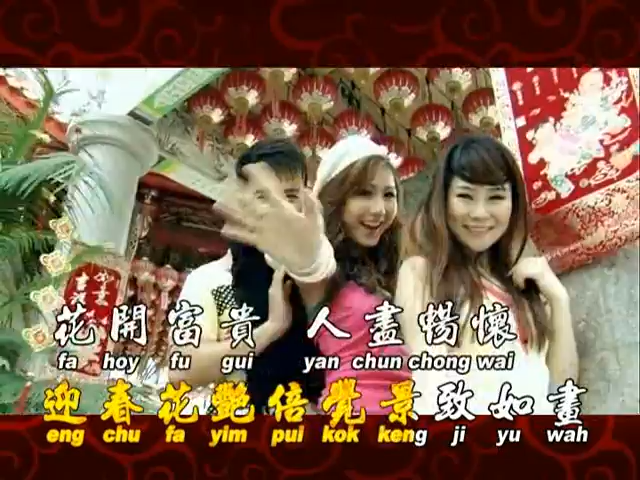 花開富貴 人盡暢懷
fa hoy fu gui yan chun chong wai
迎春花艷倍覺景致如畫
eng chu fa yim pui kok keng ji yu wah